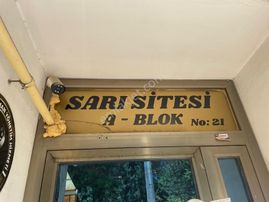 SARI SİTESİ
A - BLOK No: 21